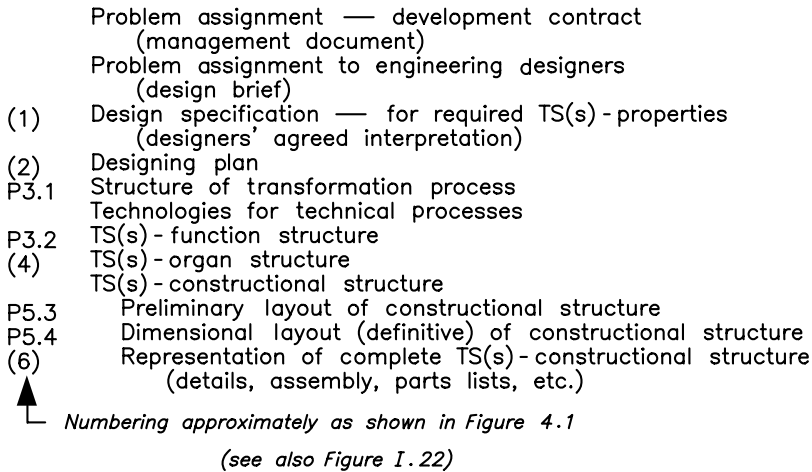 Problem assignment — development contract
(management document)
Problem assignment to engineering designers
(design brief)
(1) Design specification — for required TS(s) - properties
(designers' agreed interpretation)
(2) Designing plan
P3.1 Structure of transformation process
Technologies for technical processes
P3.2 TS(s) - function structure
(4) TS(s) - organ structure
TS(s) - constructional structure
P5.3 Preliminary layout of constructional structure
P5.4 Dimensional layout (definitive) of constructional structure
(6) Representation of complete TS(s) - constructional structure
(details, assembly, parts lists, etc.)
Numbering approximately as shown in Figure 4.1
(see also Figure I.22)